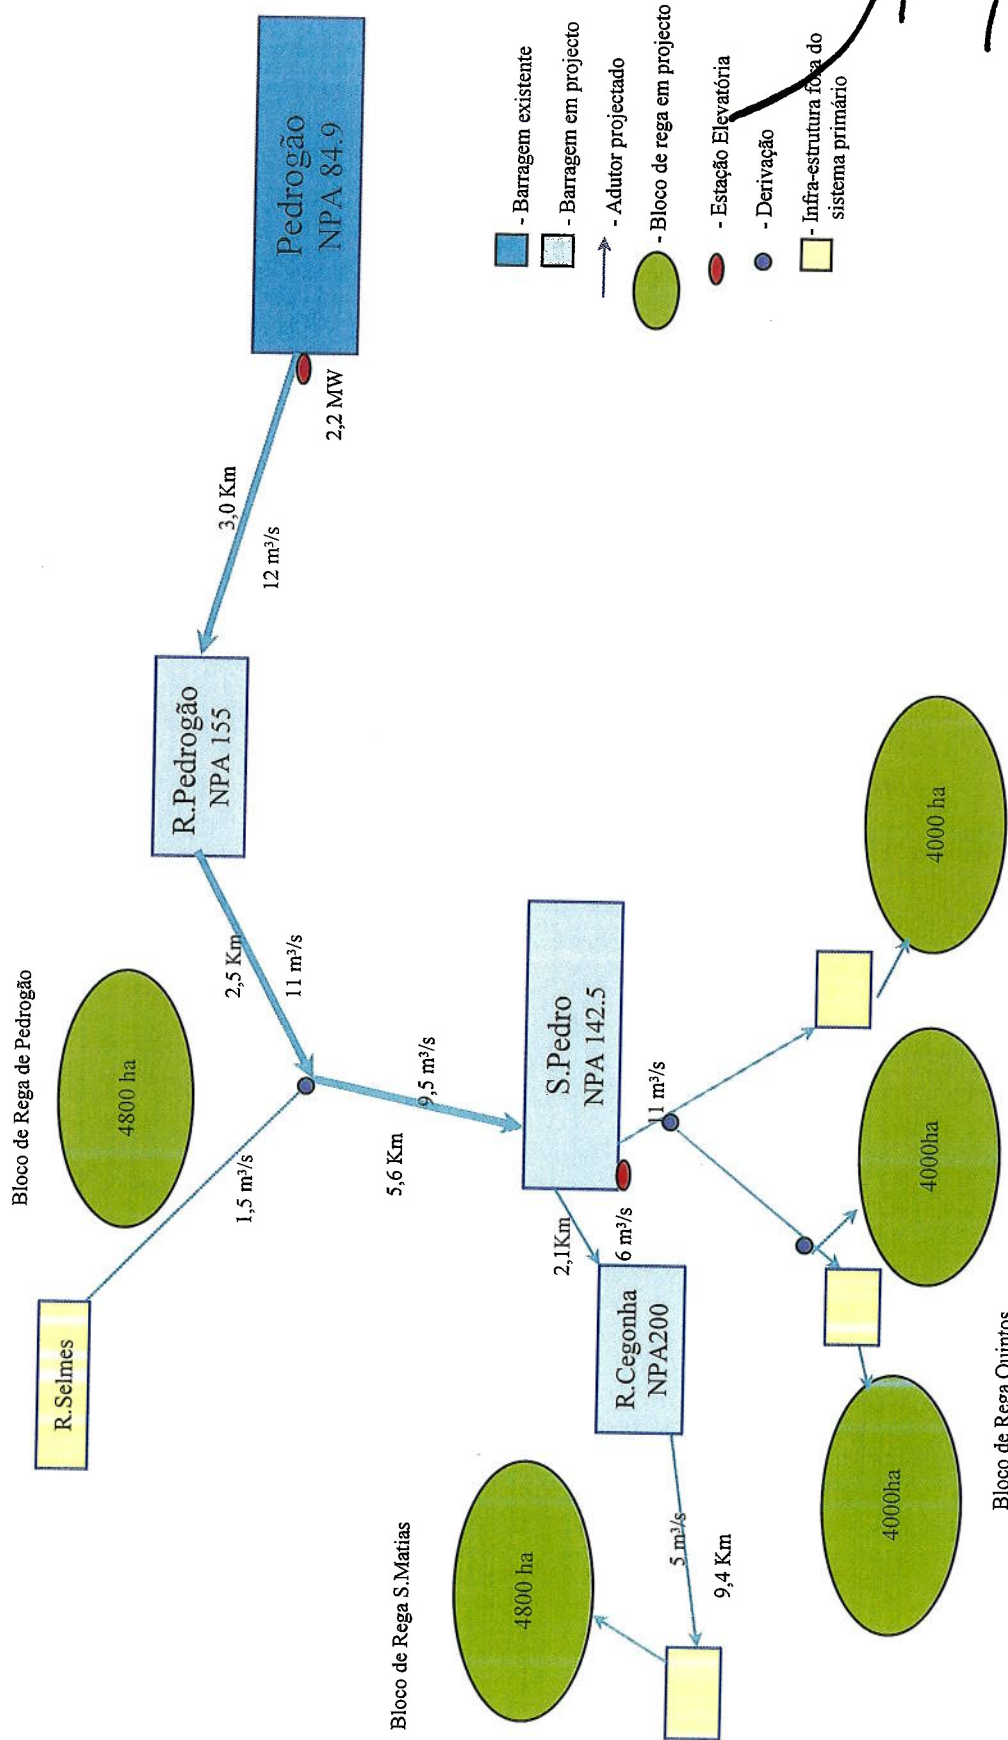 Bloco de Rega de Pedrogão
R.Selmes
4800 ha
1,5 m³/s
2,5 Km
11 m³/s
R.Pedrogão
NPA 155
3,0 Km
12 m³/s
Pedrogão
NPA 84.9
2,2 MW
5,6 Km
9,5 m³/s
Bloco de Rega S.Matias
4800 ha
5 m³/s
9,4 Km
R.Cegonha
NPA200
2,1Km
6 m³/s
S.Pedro
NPA 142.5
11 m³/s
4000ha
4000ha
4000 ha
Bloco de Rega Quintos
- Barragem existente
- Barragem em projecto
- Adutor projectado
- Bloco de rega em projecto
- Estação Elevatória
- Derivação
- Infra-estrutura fora do
sistema primário